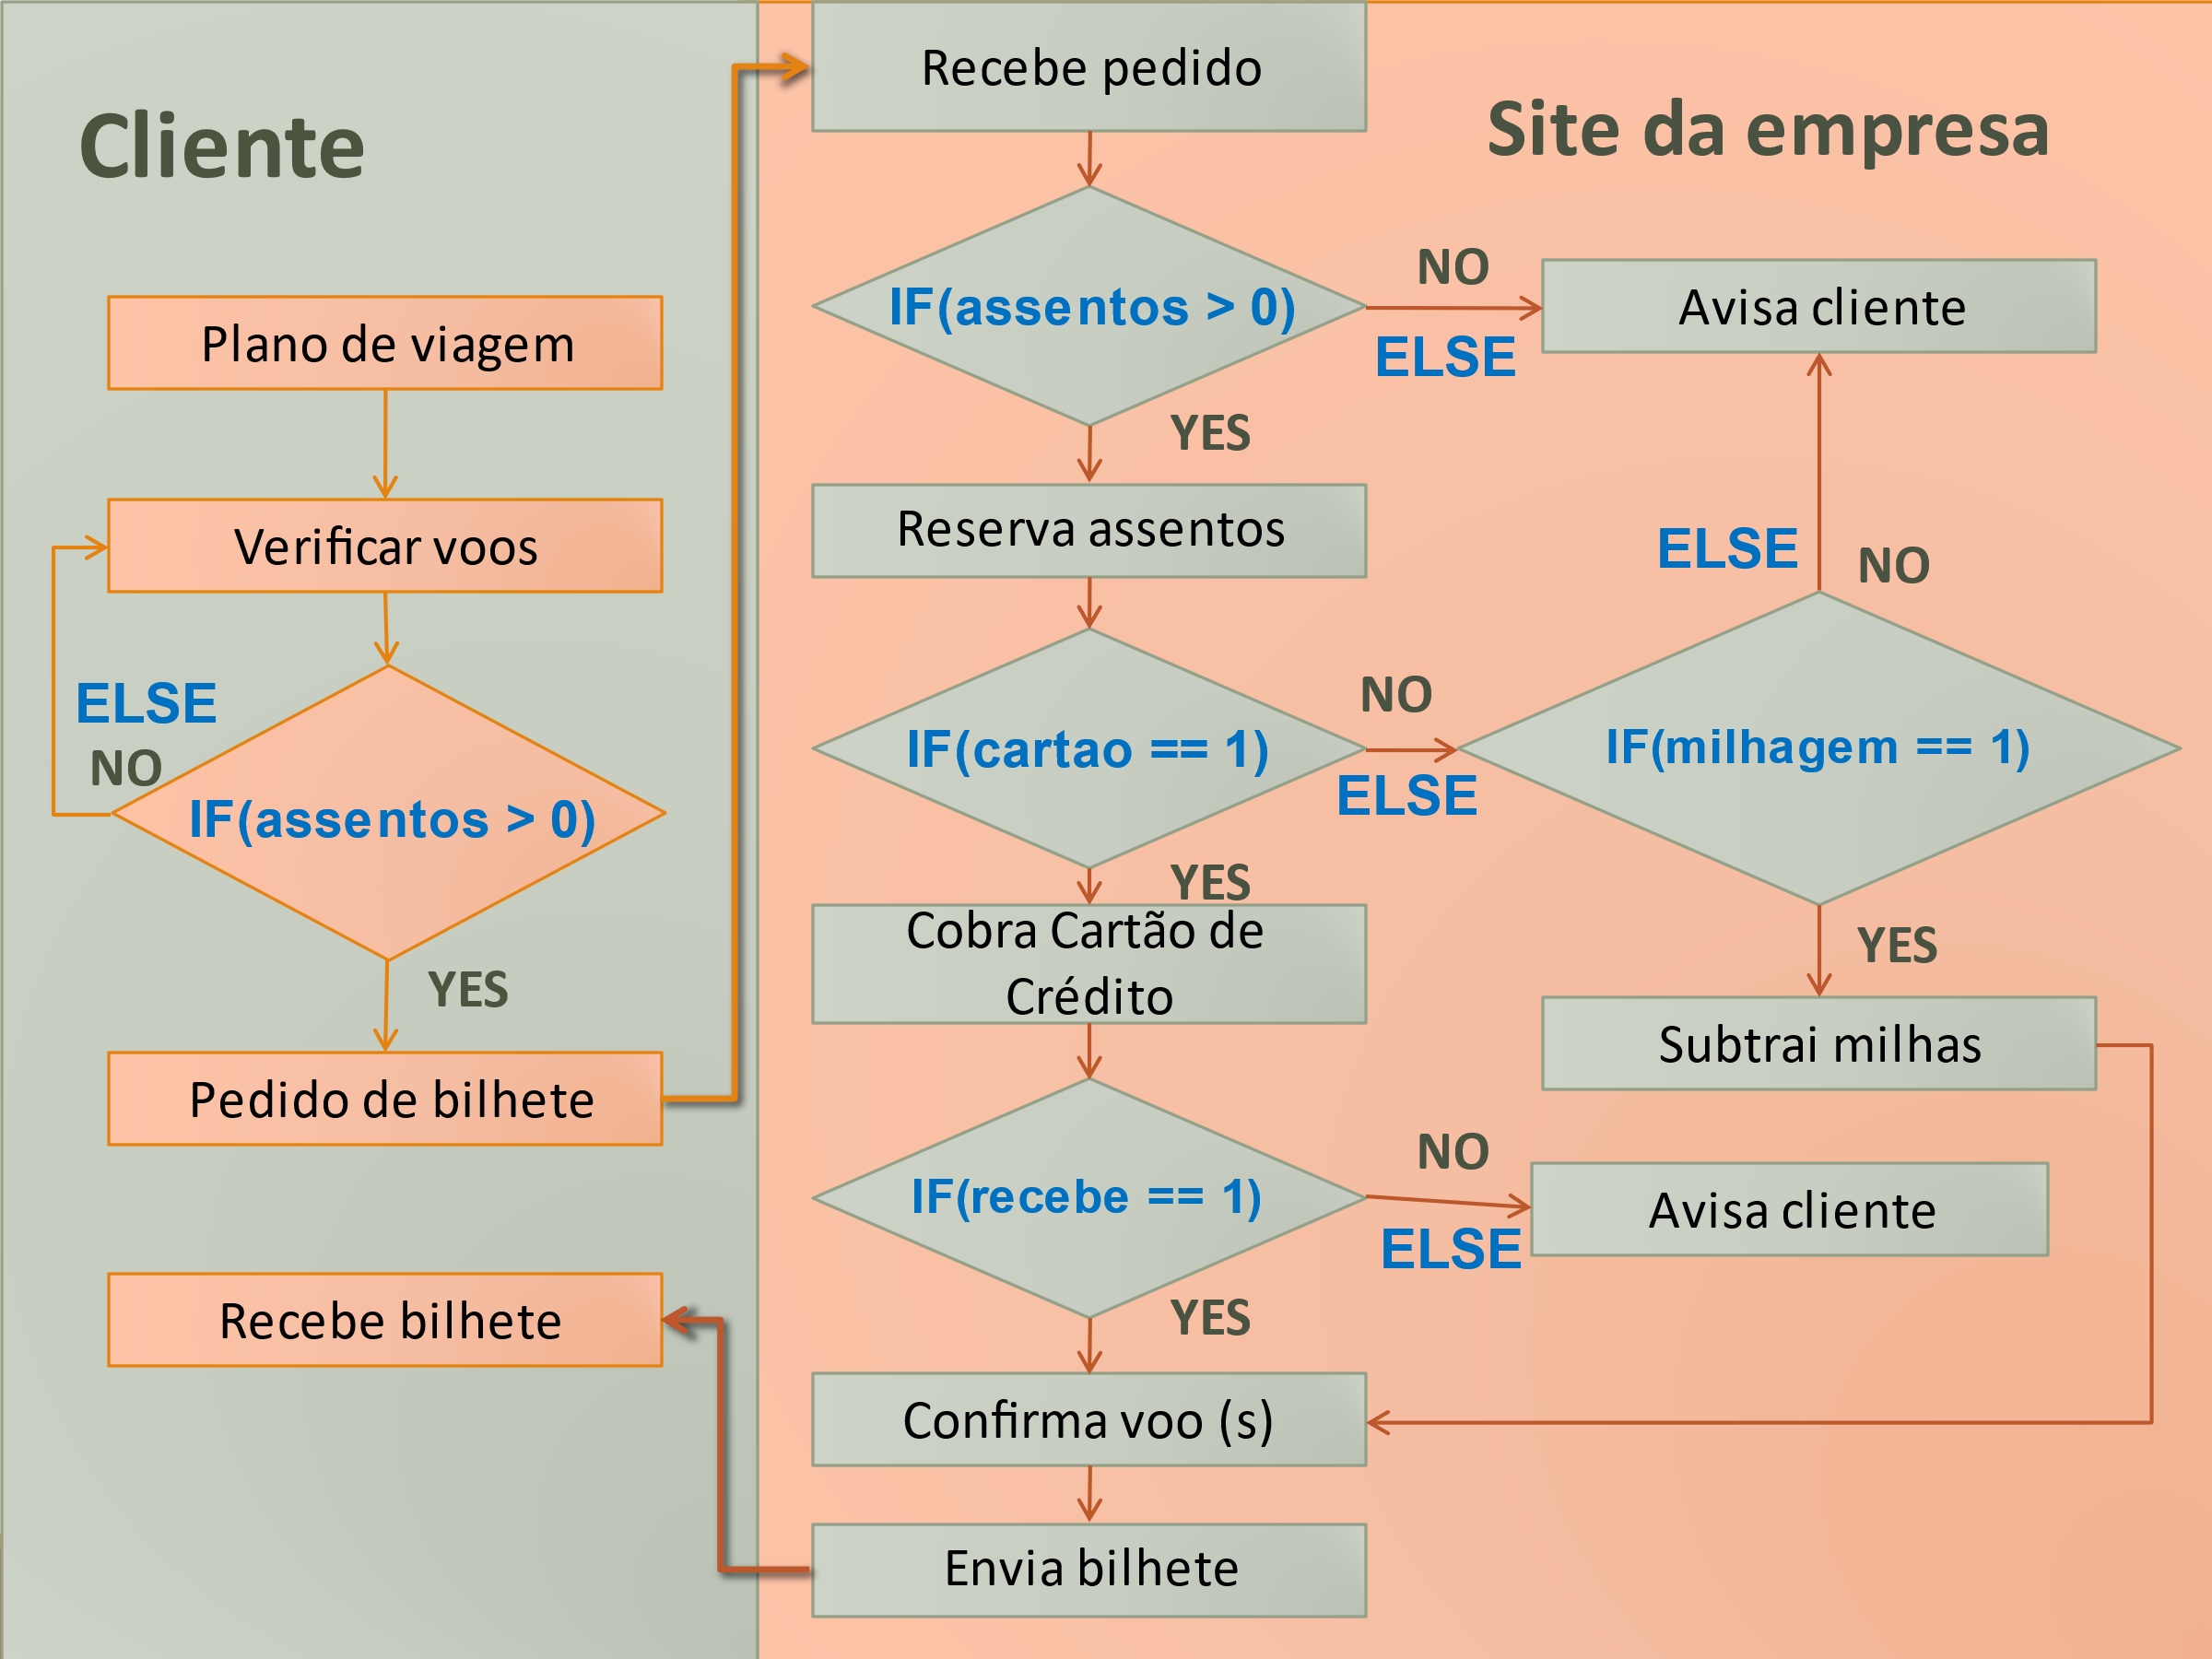 Cliente
Plano de viagem
Verificar voos
ELSE
NO
IF(assentos > 0)
YES
Pedido de bilhete
Recebe bilhete
Site da empresa
Recebe pedido
IF(assentos > 0)
NO
ELSE
Avisa cliente
YES
Reserva assentos
IF(cartao == 1)
NO
ELSE
IF(milhagem == 1)
ELSE
NO
YES
Subtrai milhas
YES
Cobra Cartão de
Crédito
IF(recebe == 1)
NO
ELSE
Avisa cliente
YES
Confirma voo (s)
Envia bilhete